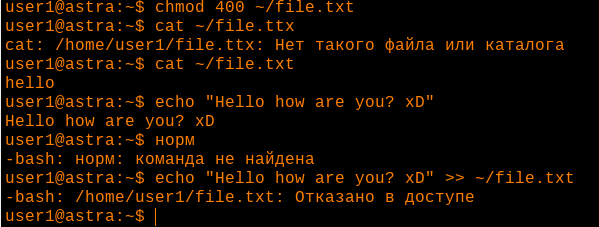 user1@astra:~$ chmod 400 ~/file.txt
user1@astra:~$ cat ~/file.ttx
cat: /home/user1/file.ttx: Нет такого файла или каталога
user1@astra:~$ cat ~/file.txt
hello
user1@astra:~$ echo "Hello how are you? xD"
Hello how are you? xD
user1@astra:~$ норм
-bash: норм: команда не найдена
user1@astra:~$ echo "Hello how are you? xD" >> ~/file.txt
-bash: /home/user1/file.txt: Отказано в доступе
user1@astra:~$